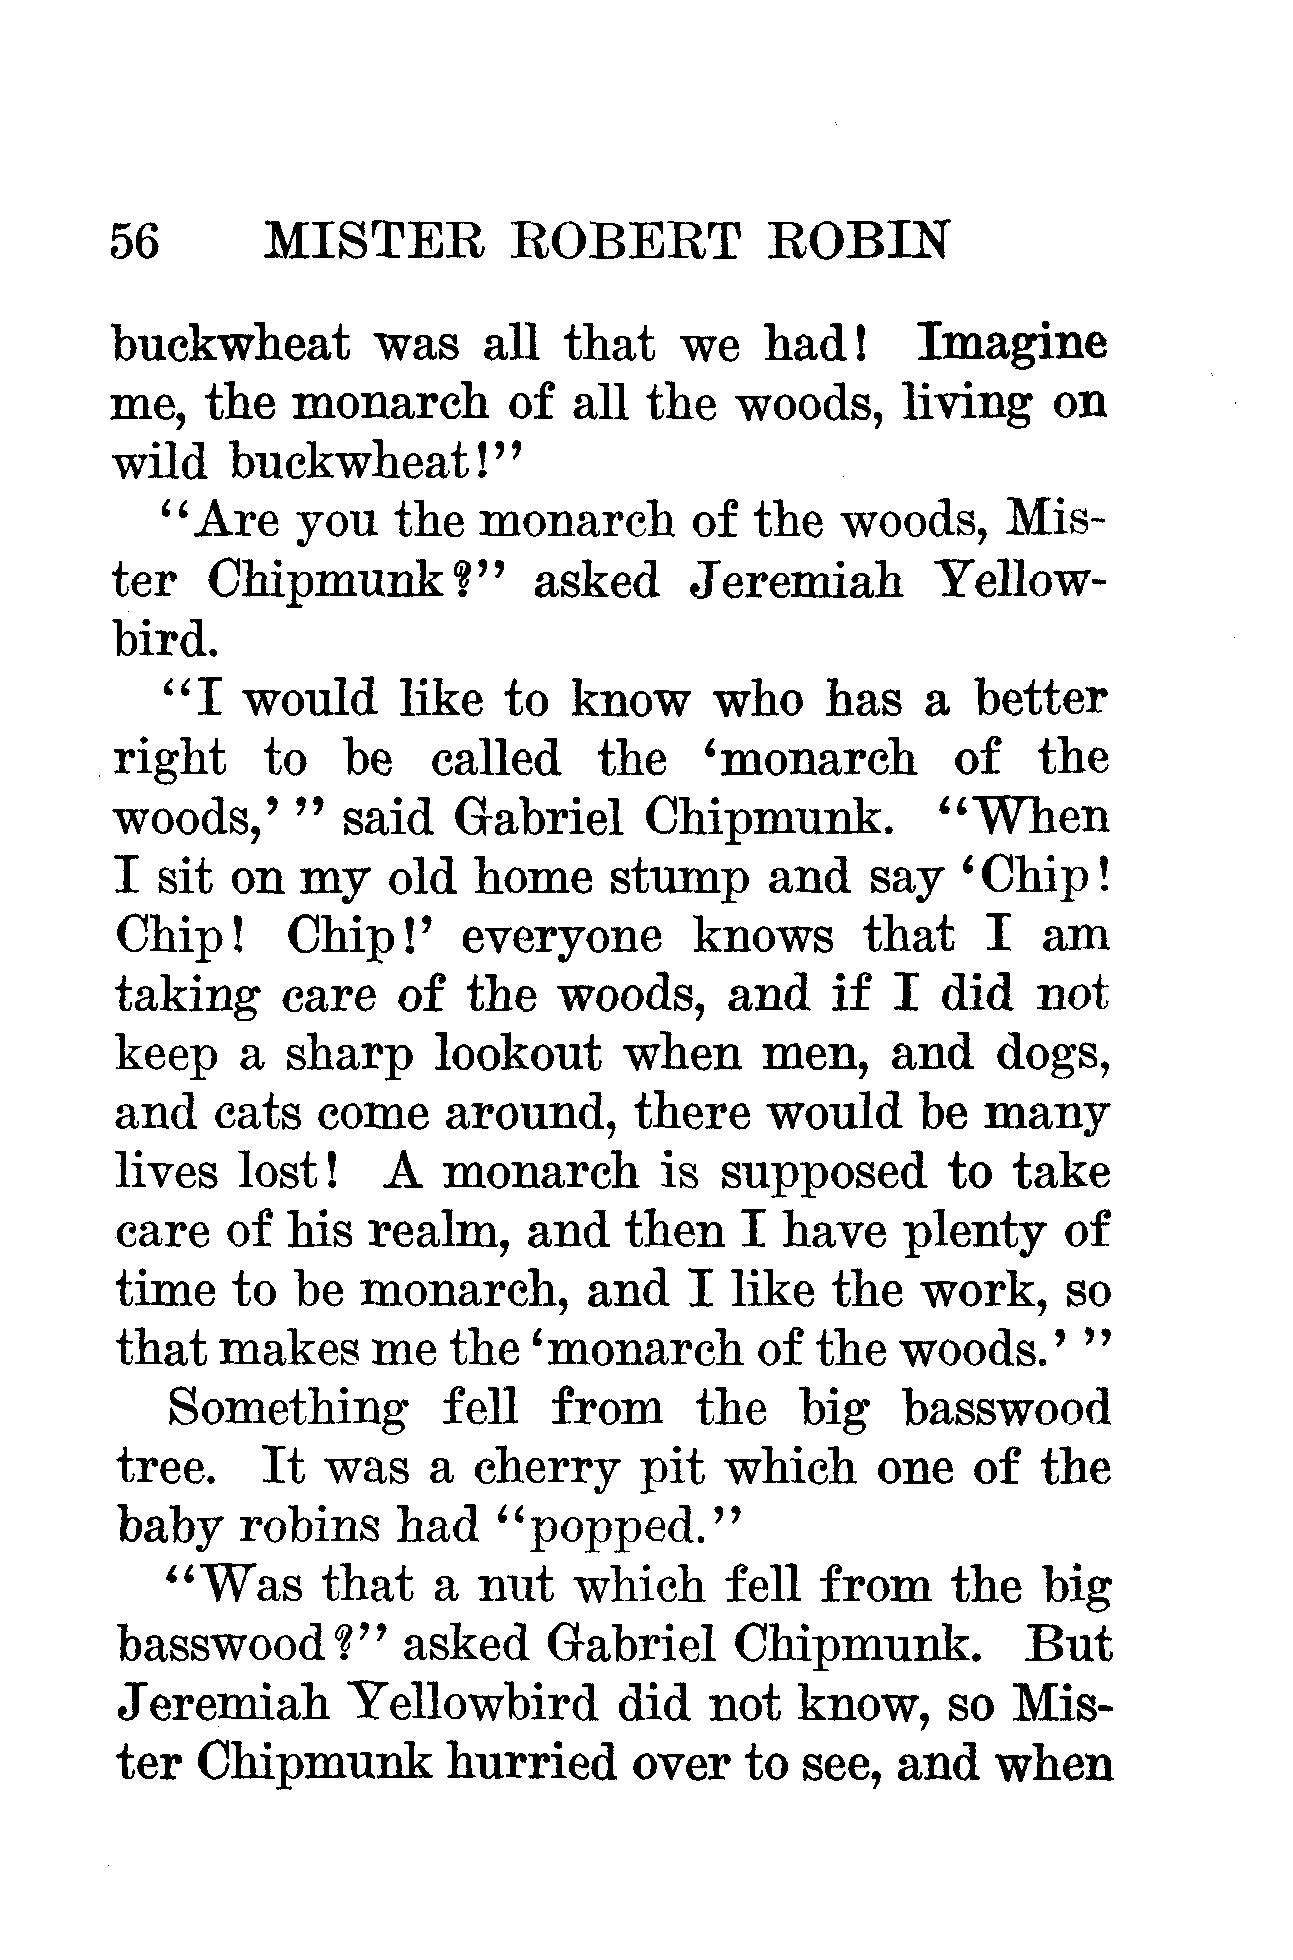 56 MISTER ROBERT ROBIN
buckwheat was all that we had! Imagine
me, the monarch of all the woods, living on
wild buckwheat!"
"Are you the monarch of the woods, Mis-
ter Chipmunk?" asked Jeremiah Yellow-
bird.
"I would like to know who has a better
right to be called the 'monarch of the
woods,' " said Gabriel Chipmunk. "When
I sit on my old home stump and say 'Chip!
Chip! Chip!' everyone knows that I am
taking care of the woods, and if I did not
keep a sharp lookout when men, and dogs,
and cats come around, there would be many
lives lost! A monarch is supposed to take
care of his realm, and then I have plenty of
time to be monarch, and I like the work, so
that makes me the 'monarch of the woods.' "
Something fell from the big basswood
tree. It was a cherry pit which one of the
baby robins had "popped."
"Was that a nut which fell from the big
basswood?" asked Gabriel Chipmunk. But
Jeremiah Yellowbird did not know, so Mis-
ter Chipmunk hurried over to see, and when